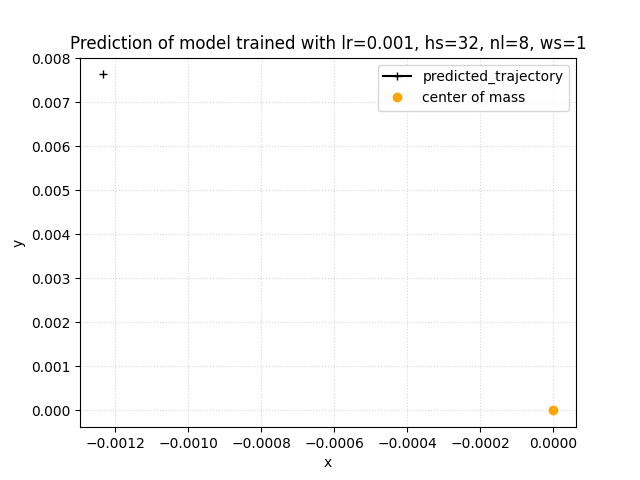 Prediction of model trained with lr=0.001, hs=32, nl=8, ws=1
predicted_trajectory
center of mass
0.008
0.007
0.006
0.005
0.004
0.003
0.002
0.001
0.000
y
−0.0012 −0.0010 −0.0008 −0.0006 −0.0004 −0.0002 0.0000
x